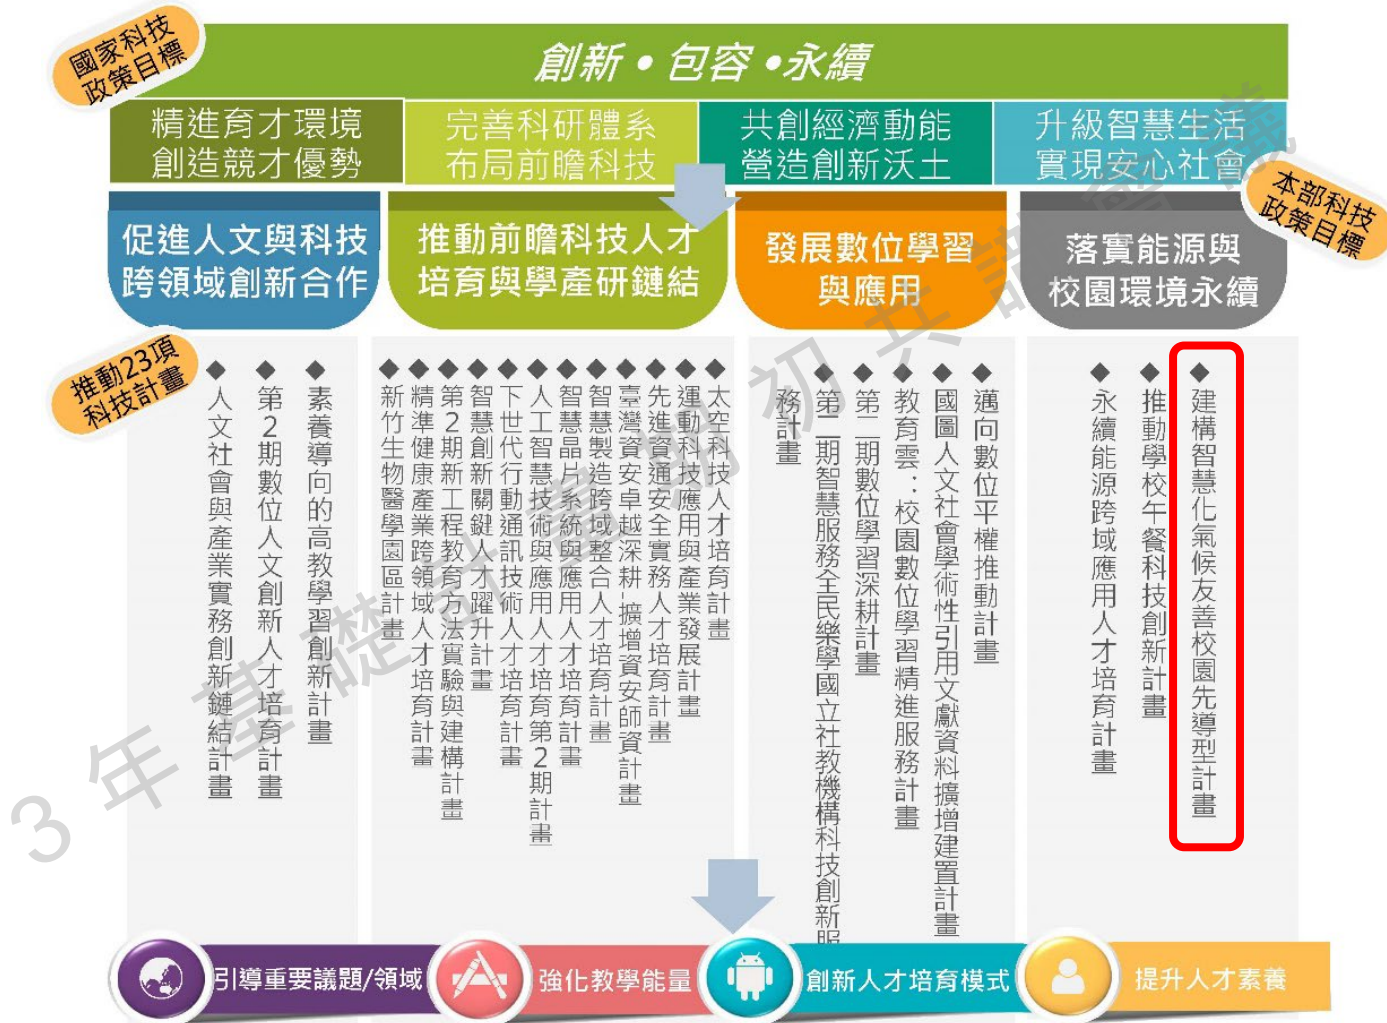 國家科技
政策目標
創新•包容•永續
精進育才環境
創造競才優勢
完善科研體系
布局前瞻科技
共創經濟動能
營造創新沃土
升級智慧生活
實現安心社會
本部科技
政策目標
促進人文與科技
跨領域創新合作
推動前瞻科技人才
培育與學產研鏈結
發展數位學習
與應用
落實能源與
校園環境永續
推動23項
科技計畫
◆素養導向的高教學習創新計畫
◆第2期數位人文創新人才培育計畫
◆人文社會與產業實務創新鏈結計畫
◆太空科技人才培育計畫
◆運動科技應用與產業發展計畫
◆先進資通安全實務人才培育計畫
◆臺灣資安卓越深耕-擴增資安師資計畫
◆智慧製造跨域整合人才培育計畫
◆智慧晶片系統與應用人才培育計畫
◆人工智慧技術與應用人才培育第2期計畫
◆下世代行動通訊技術人才培育計畫
◆智慧創新關鍵人才躍升計畫
◆第2期新工程教育方法實驗與建構計畫
◆精準健康產業跨領域人才培育計畫
◆新竹生物醫學園區計畫
◆邁向數位平權推動計畫
◆國圖人文社會學術性引用文獻資料擴增建置計畫
◆教育雲：校園數位學習精進服務計畫
◆第二期數位學習深耕計畫
◆第二期智慧服務全民樂學國立社教機構科技創新服
務計畫
◆建構智慧化氣候友善校園先導型計畫
◆推動學校午餐科技創新計畫
◆永續能源跨域應用人才培育計畫
引導重要議題/領域
強化教學能量
創新人才培育模式
提升人才素養
3年基礎計畫期初共識會議